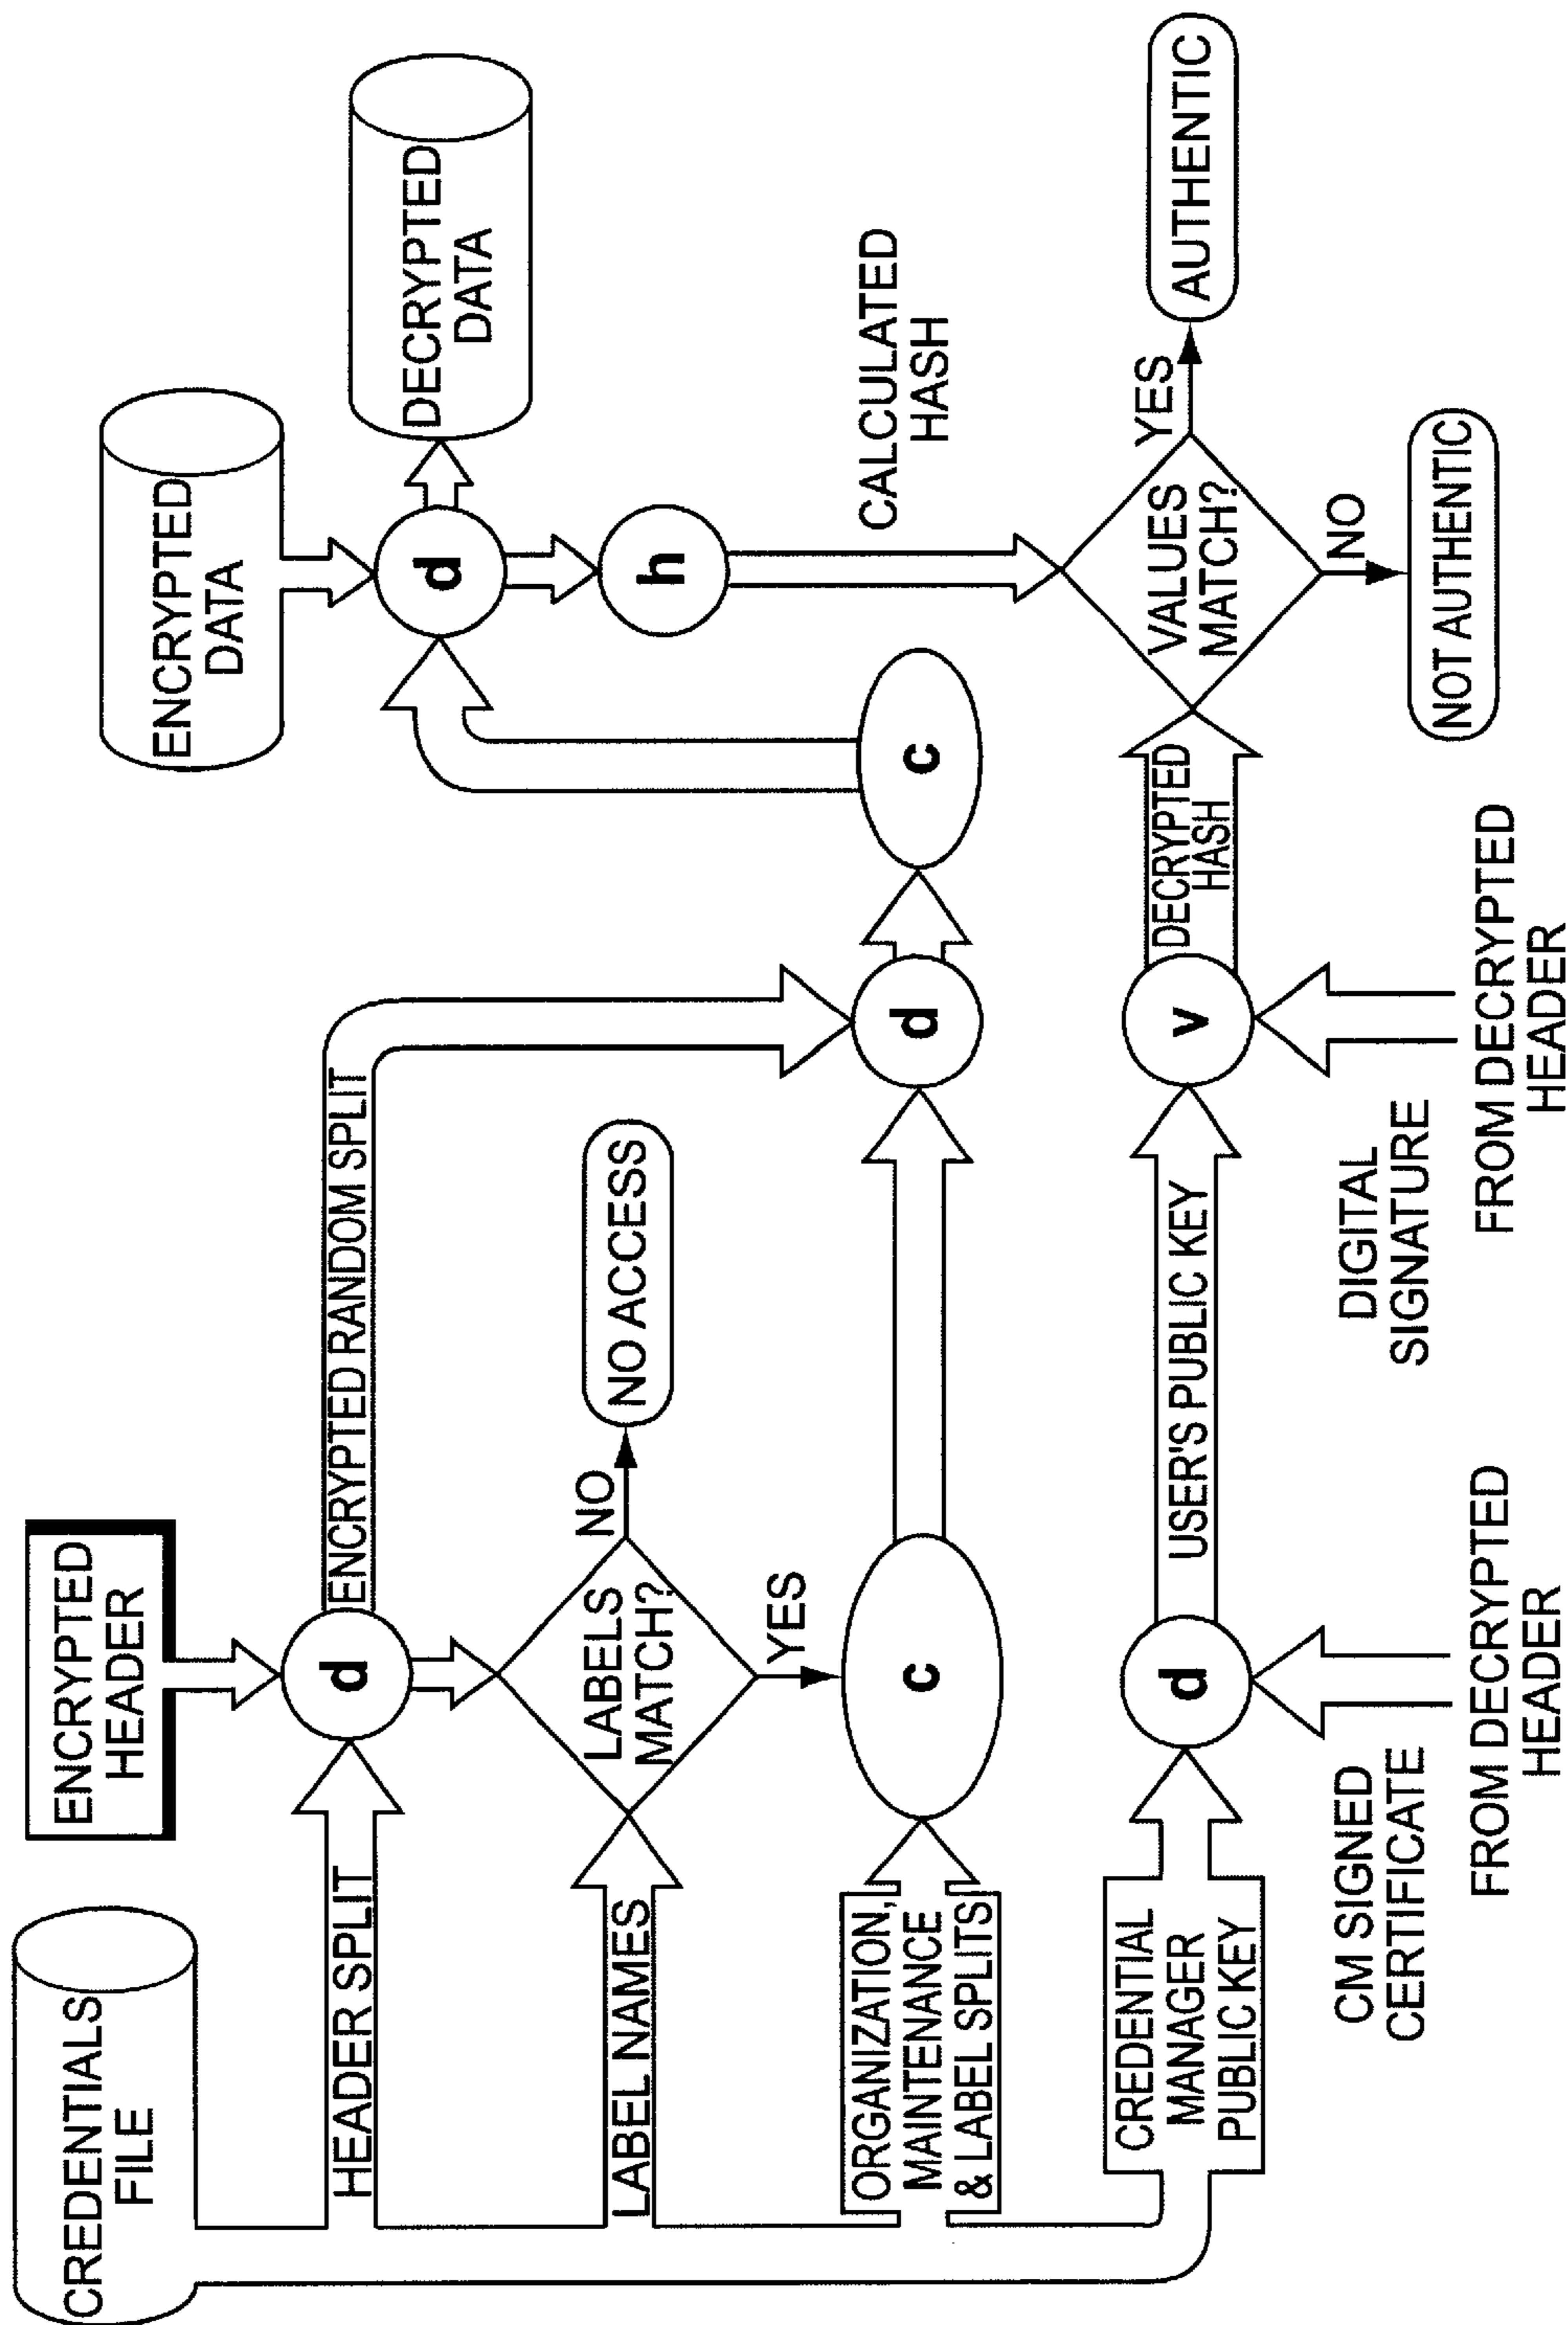 CREDENTIALS
FILE
ENCRYPTED
HEADER
ENCRYPTED
DATA
HEADER SPLIT
d
ENCRYPTED RANDOM SPLIT
d
DECRYPTED
DATA
LABEL NAMES
LABELS
MATCH?
NO
NO ACCESS
YES
h
ORGANIZATION,
MAINTENANCE
& LABEL SPLITS
c
d
c
CALCULATED
HASH
CREDENTIAL
MANAGER
PUBLIC KEY
d
USER'S PUBLIC KEY
v
DECRYPTED
HASH
VALUES
MATCH?
YES
AUTHENTIC
NO
NOT AUTHENTIC
CM SIGNED
CERTIFICATE
FROM DECRYPTED
HEADER
DIGITAL
SIGNATURE
FROM DECRYPTED
HEADER